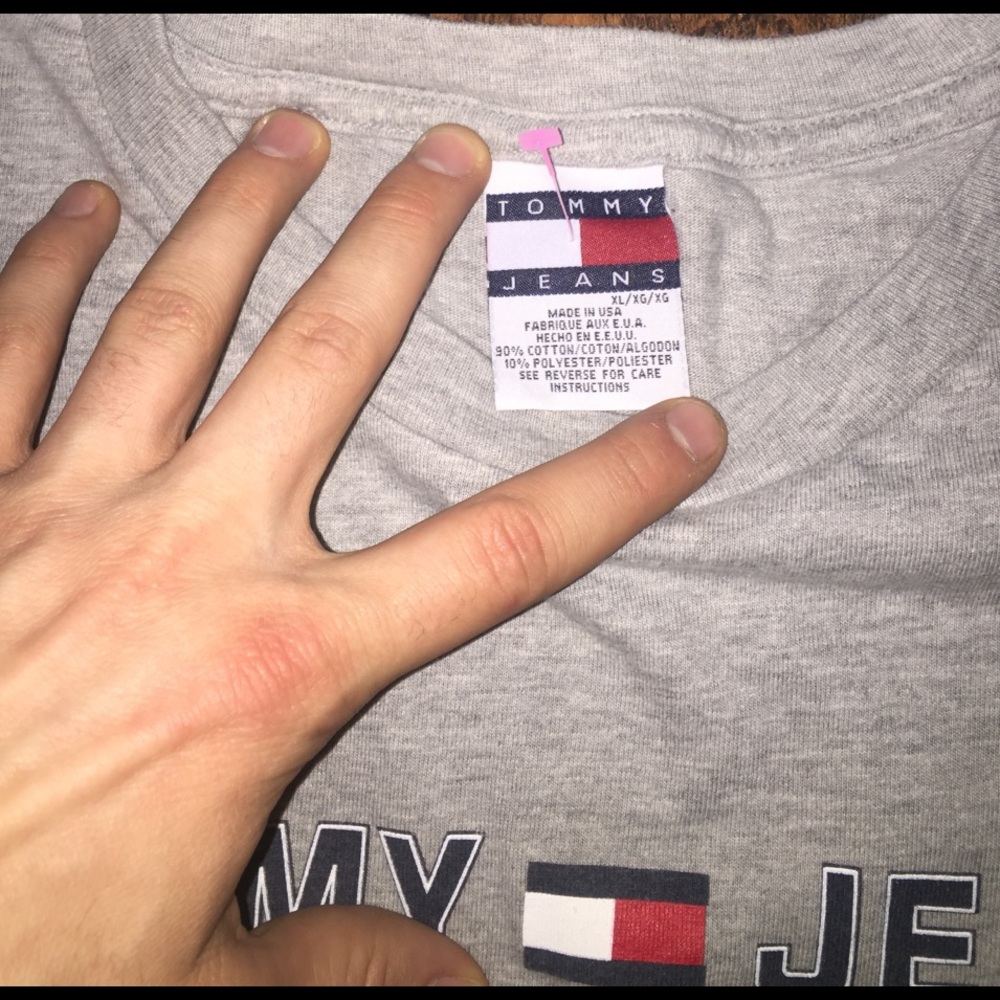 TOMMY
JEANS
XL/XG/XG
MADE IN USA
FABRIQUE AUX E.U.A.
HECHO EN E.E.U.U.
90% COTTON/COTON/ALGODON
10% POLYESTER/POLIESTER
SEE REVERSE FOR CARE
INSTRUCTIONS
MMY JE